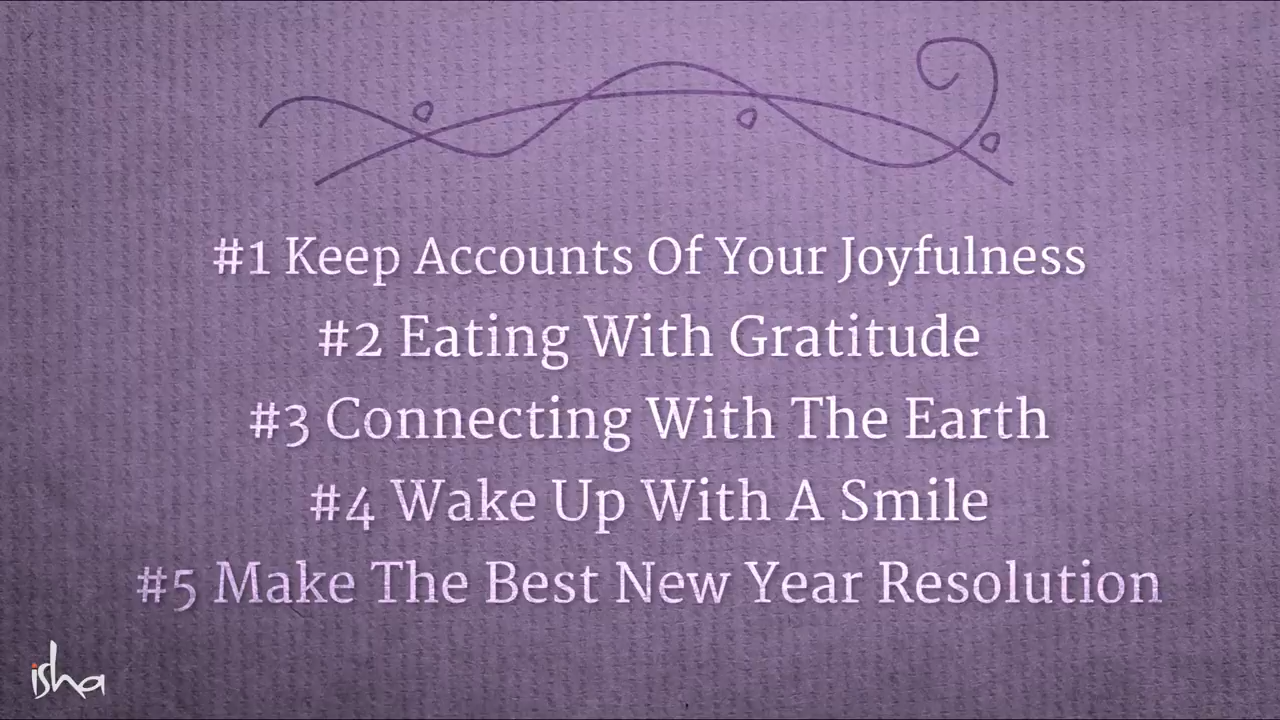 #1 Keep Accounts Of Your Joyfulness
#2 Eating With Gratitude
#3 Connecting With The Earth
#4 Wake Up With A Smile
#5 Make The Best New Year Resolution
isha